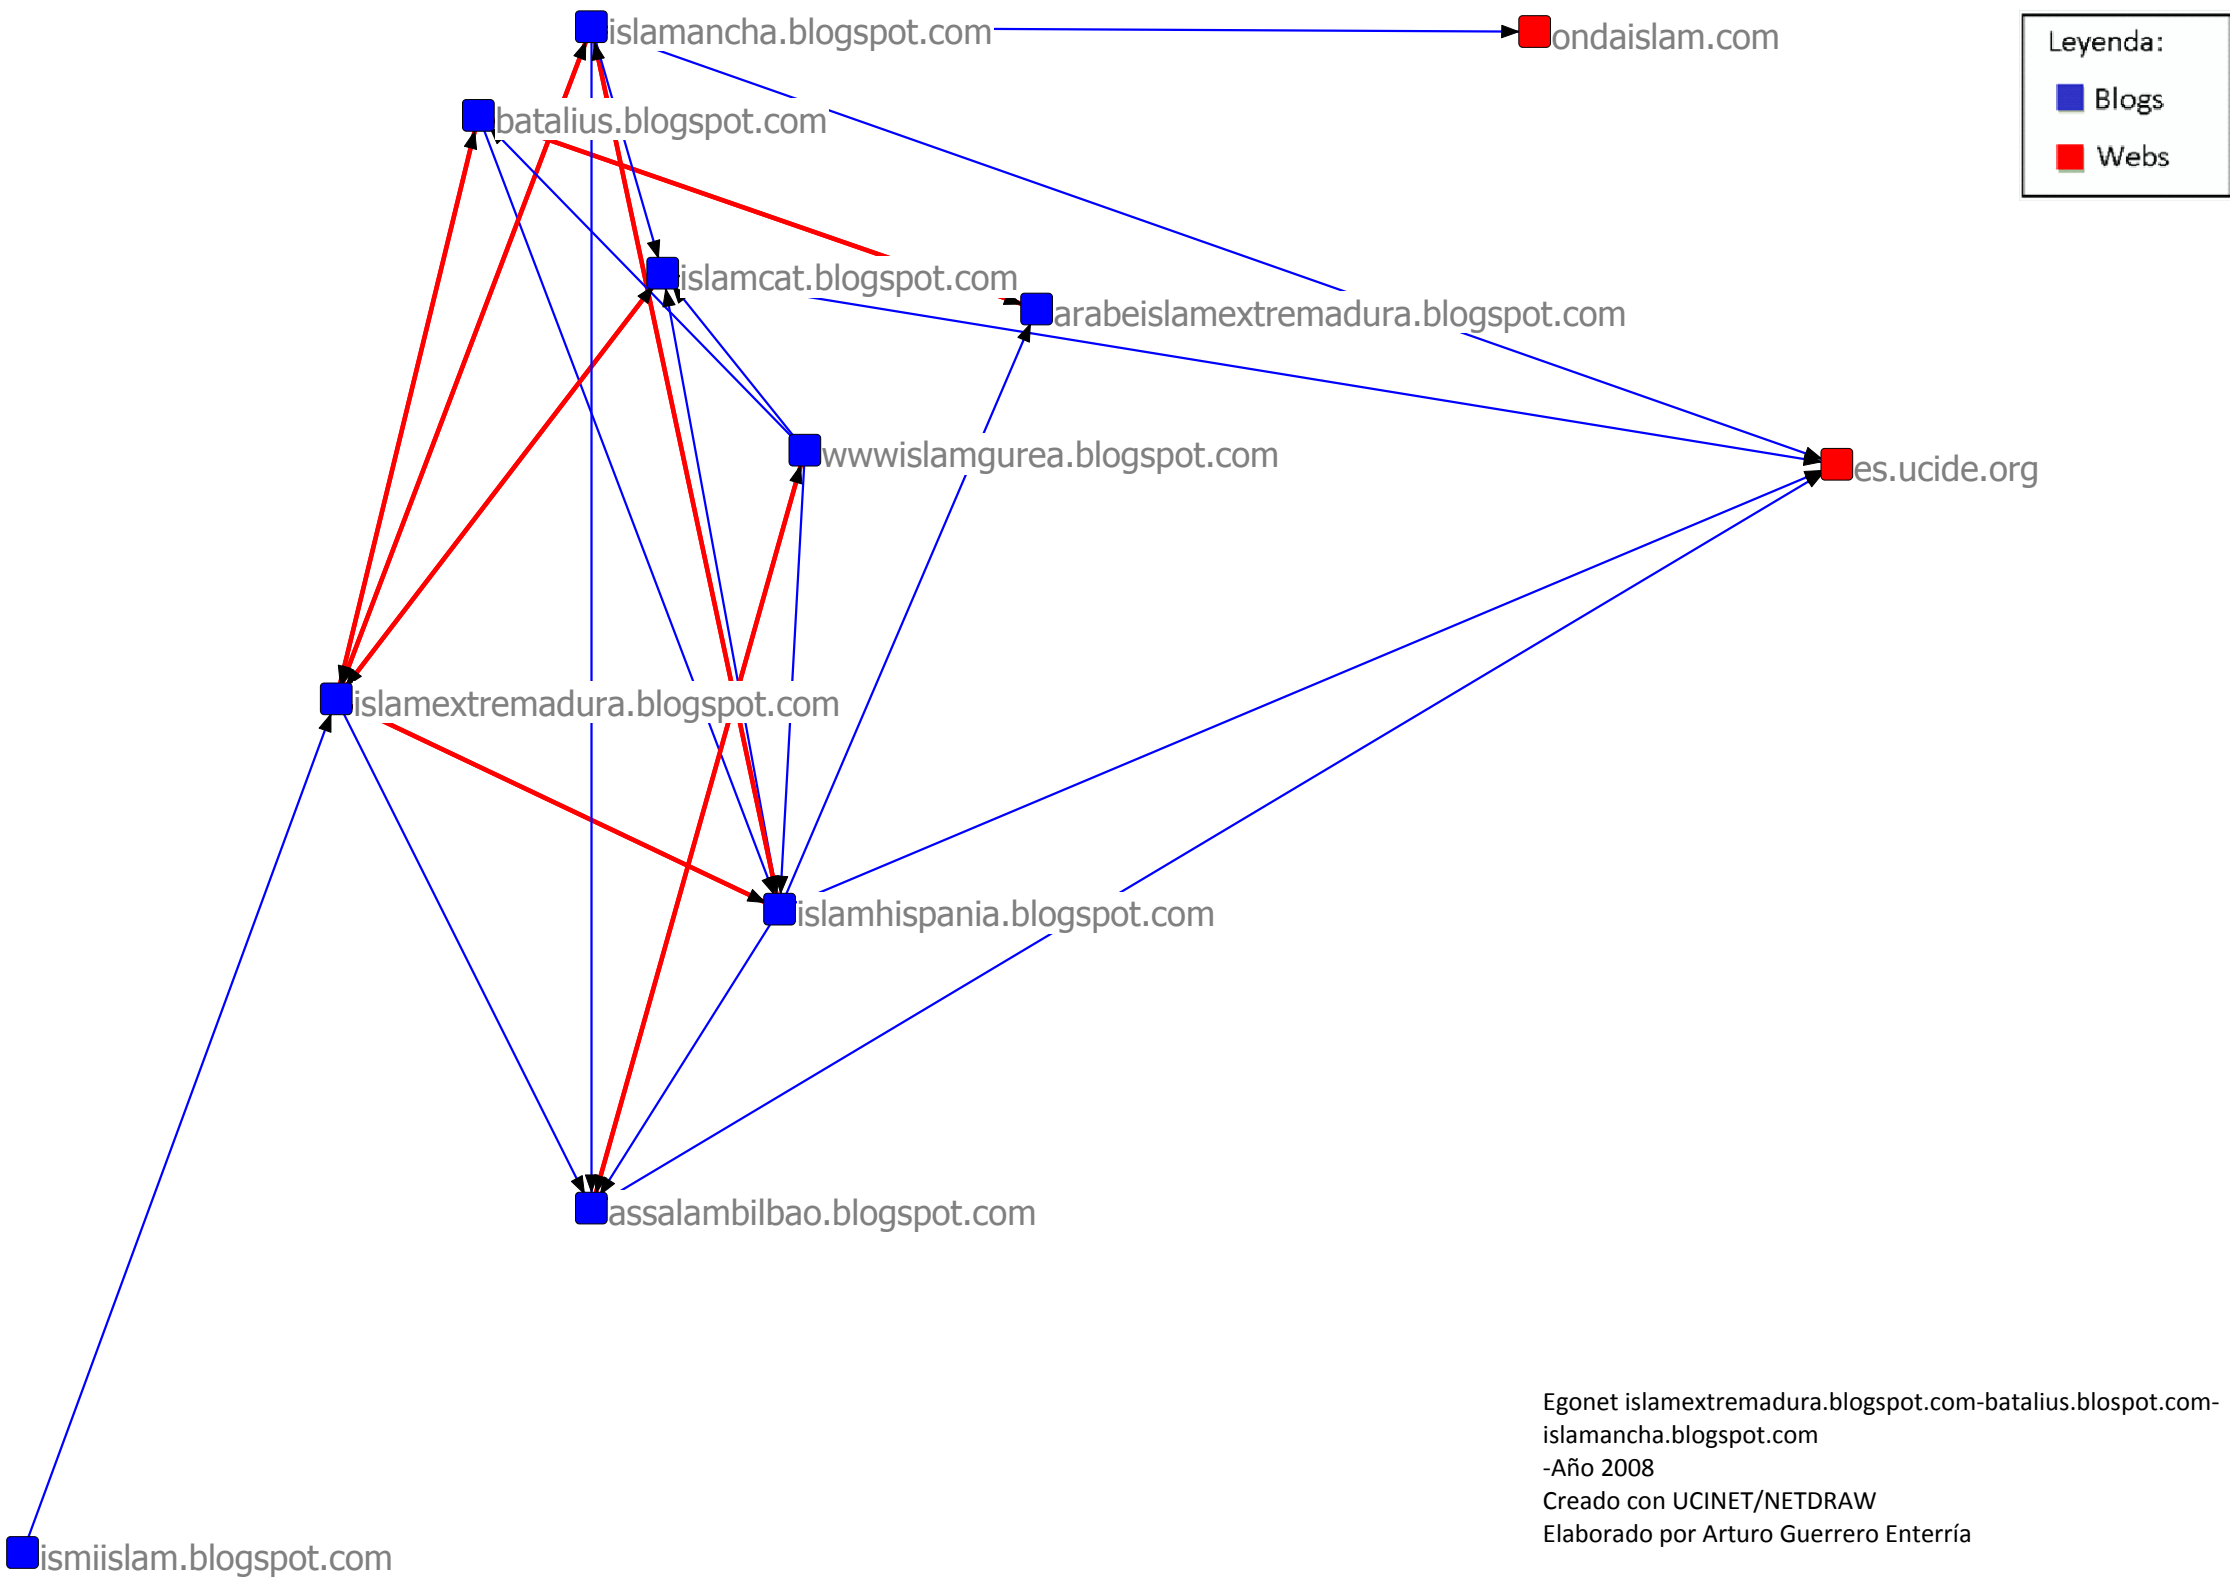 islamancha.blogspot.com
ondaislam.com
Leyenda:
Blogs
Webs
batalius.blogspot.com
islamcat.blogspot.com
arabeislamextremadura.blogspot.com
wwwislamgurea.blogspot.com
es.ucide.org
islamextremadura.blogspot.com
islamhispania.blogspot.com
assalambilbao.blogspot.com
Egonet islamextremadura.blogspot.com-batalius.blospot.com-
islamancha.blogspot.com
-Año 2008
Creado con UCINET/NETDRAW
Elaborado por Arturo Guerrero Enterría
ismiislam.blogspot.com